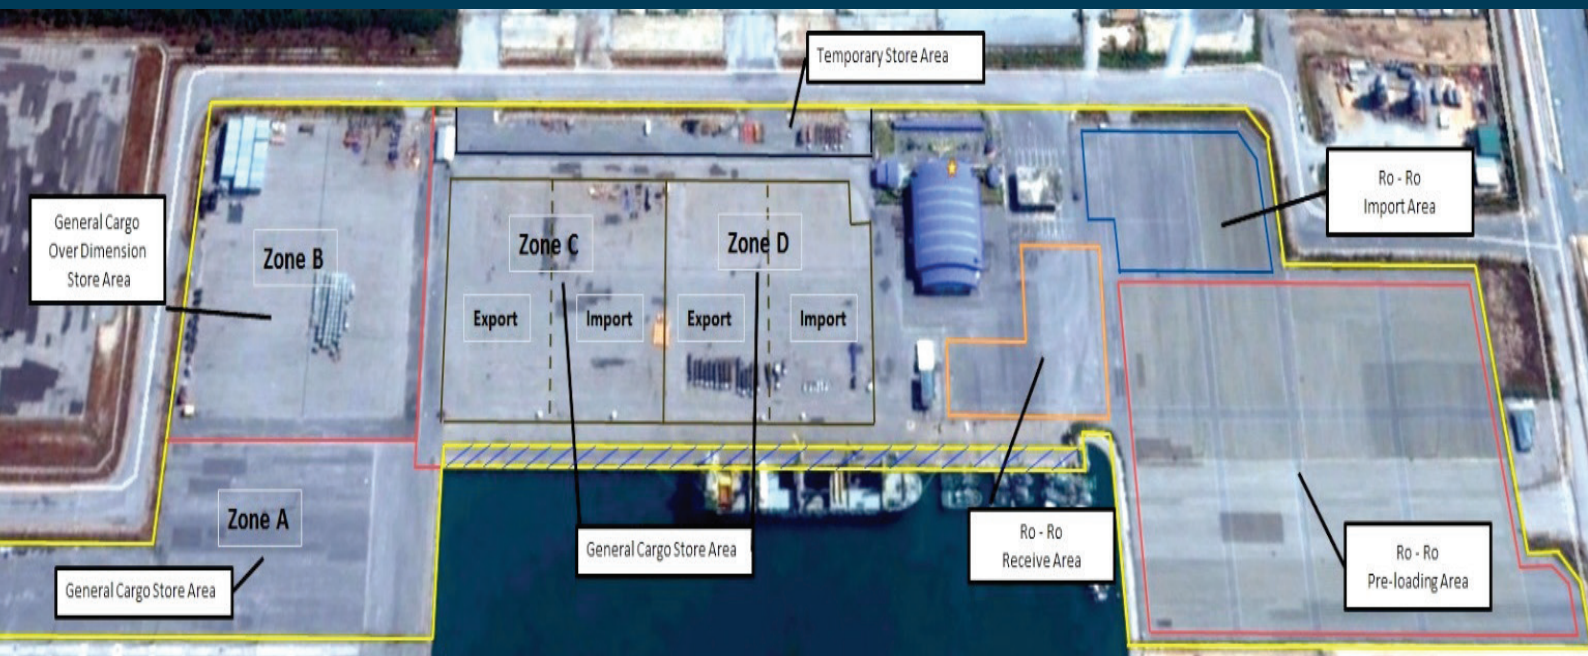 Temporary Store Area
Ro - Ro
Import Area
General Cargo
Over Dimension
Store Area
Zone B
Zone C
Zone D
Export
Import
Export
Import
Zone A
General Cargo Store Area
General Cargo Store Area
Ro - Ro
Receive Area
Ro - Ro
Pre-loading Area